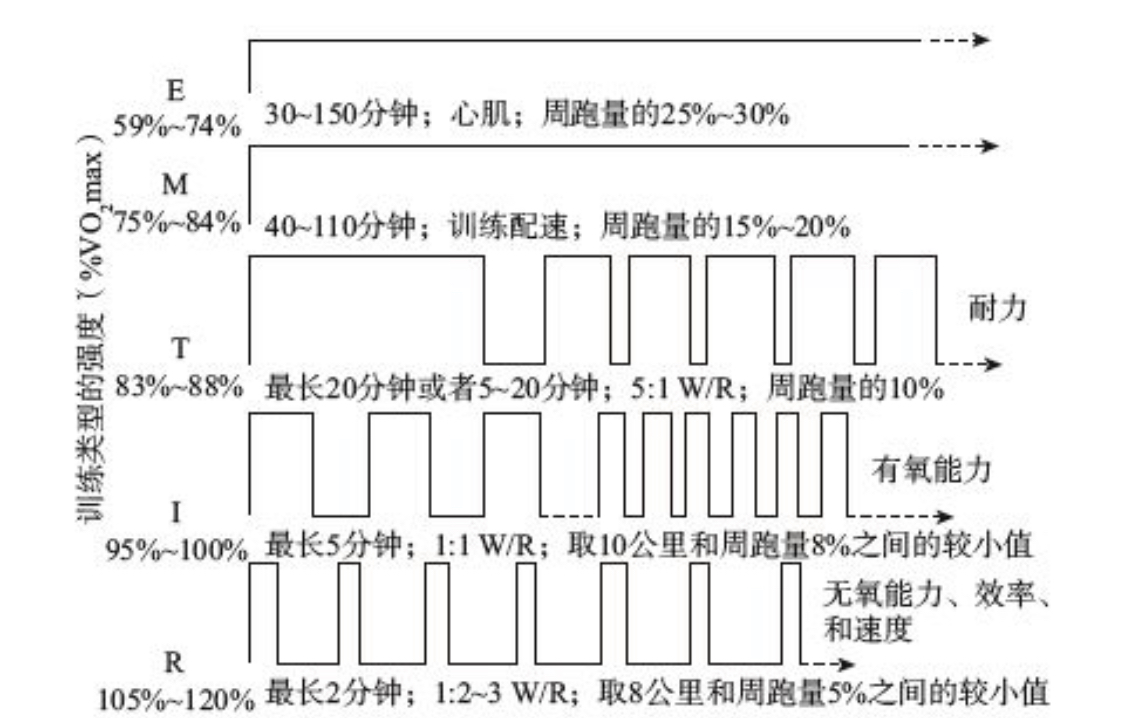 训练类型的强度（%VO2max）
E
59%~74%
30~150分钟；心肌；周跑量的25%~30%
M
75%~84%
40~110分钟；训练配速；周跑量的15%~20%
耐力
T
83%~88%
最长20分钟或者5~20分钟；5:1 W/R；周跑量的10%
有氧能力
I
95%~100%
最长5分钟；1:1 W/R；取10公里和周跑量8%之间的较小值
无氧能力、效率、
和速度
R
105%~120%
最长2分钟；1:2~3 W/R；取8公里和周跑量5%之间的较小值